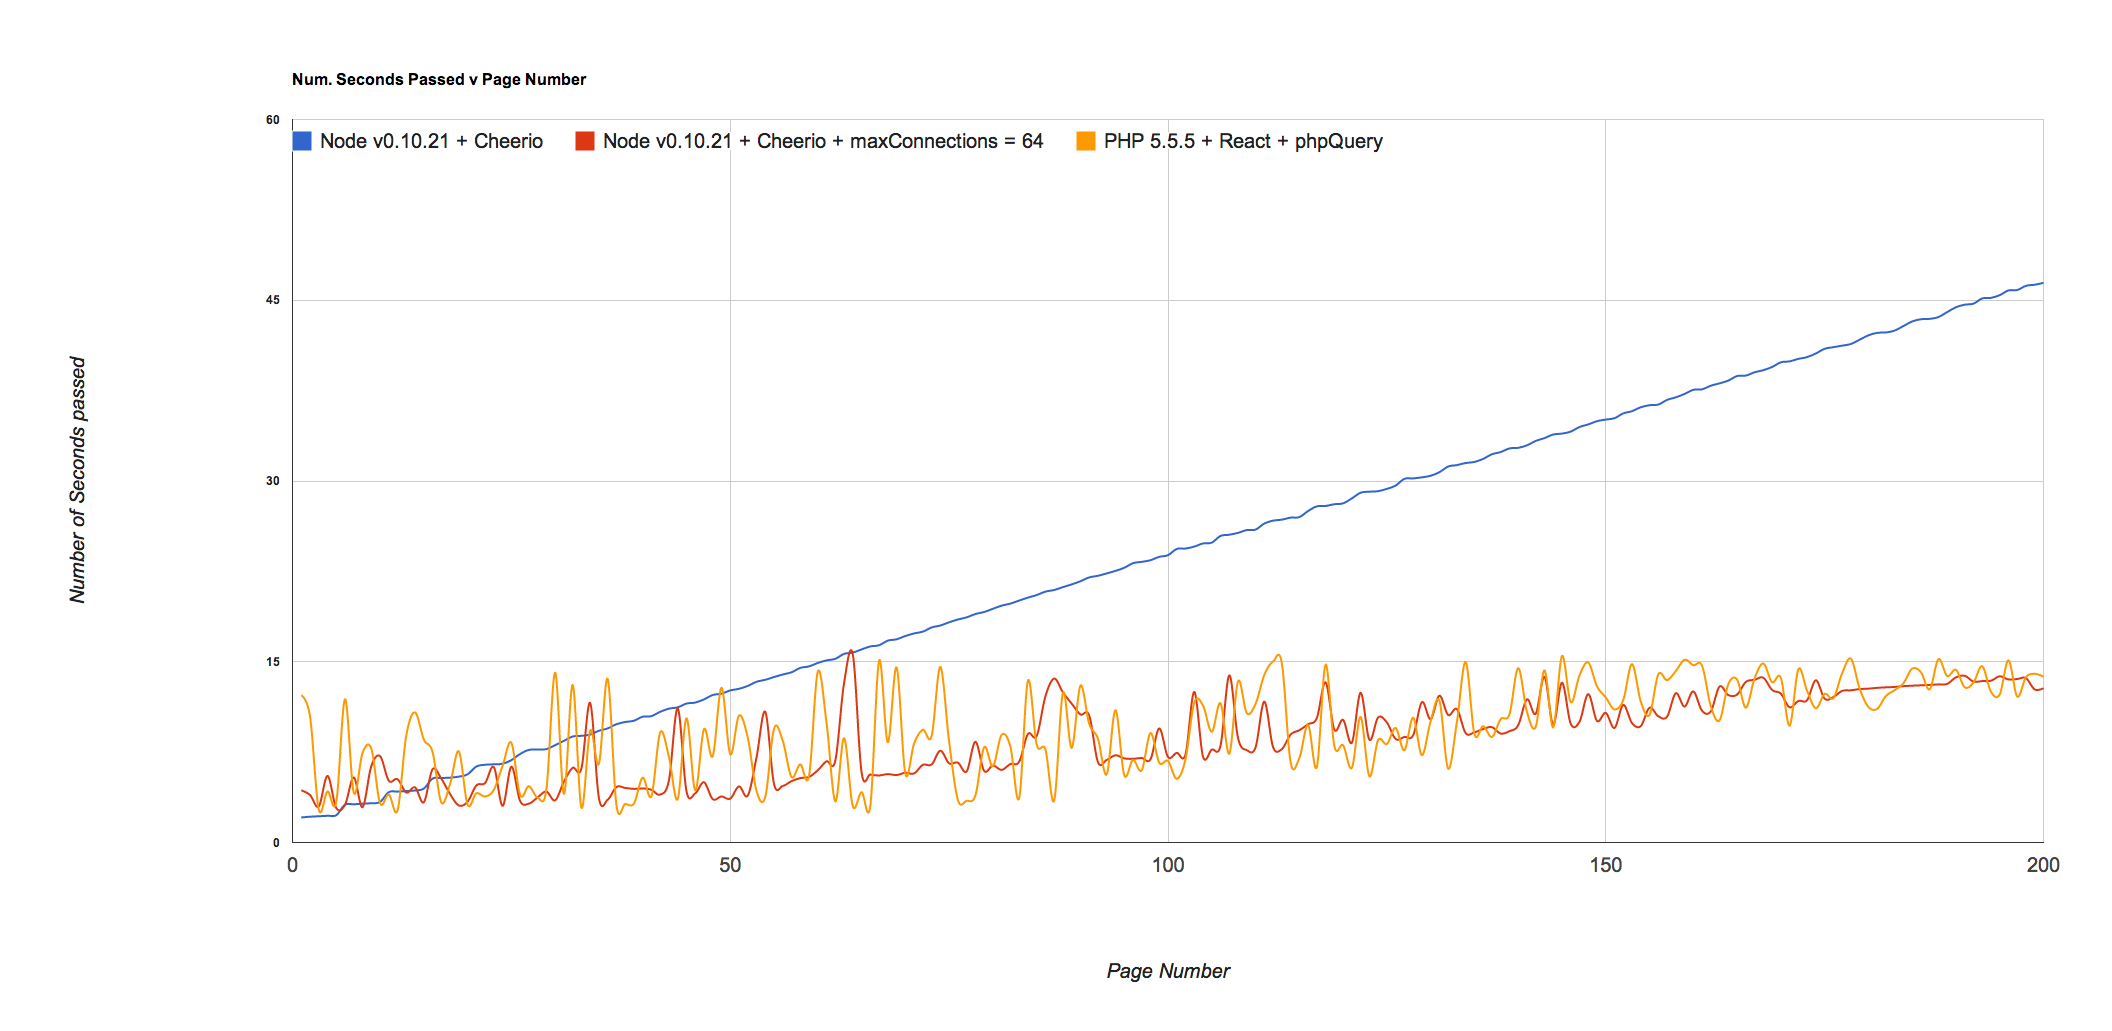 Num. Seconds Passed v Page Number
60
Node v0.10.21 + Cheerio Node v0.10.21 + Cheerio + maxConnections = 64 PHP 5.5.5 + React + phpQuery
45
Number of Seconds passed
30
15
0
0 50 100 150 200
Page Number